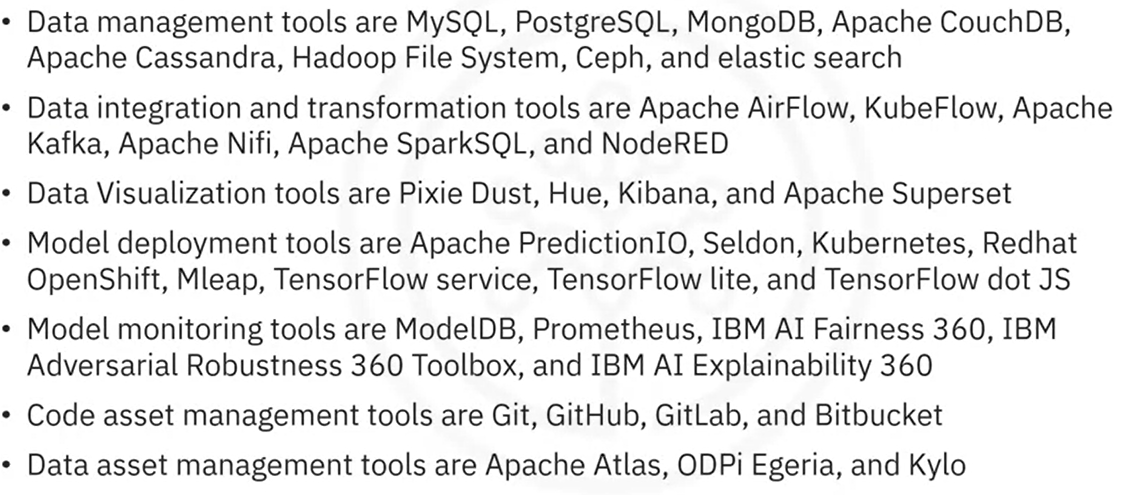 • Data management tools are MySQL, PostgreSQL, MongoDB, Apache CouchDB,
Apache Cassandra, Hadoop File System, Ceph, and elastic search
• Data integration and transformation tools are Apache AirFlow, KubeFlow, Apache
Kafka, Apache Nifi, Apache SparkSQL, and NodeRED
• Data Visualization tools are Pixie Dust, Hue, Kibana, and Apache Superset
• Model deployment tools are Apache PredictionIO, Seldon, Kubernetes, Redhat
OpenShift, Mleap, TensorFlow service, TensorFlow lite, and TensorFlow dot JS
• Model monitoring tools are ModelDB, Prometheus, IBM AI Fairness 360, IBM
Adversarial Robustness 360 Toolbox, and IBM AI Explainability 360
• Code asset management tools are Git, GitHub, GitLab, and Bitbucket
• Data asset management tools are Apache Atlas, ODPi Egeria, and Kylo